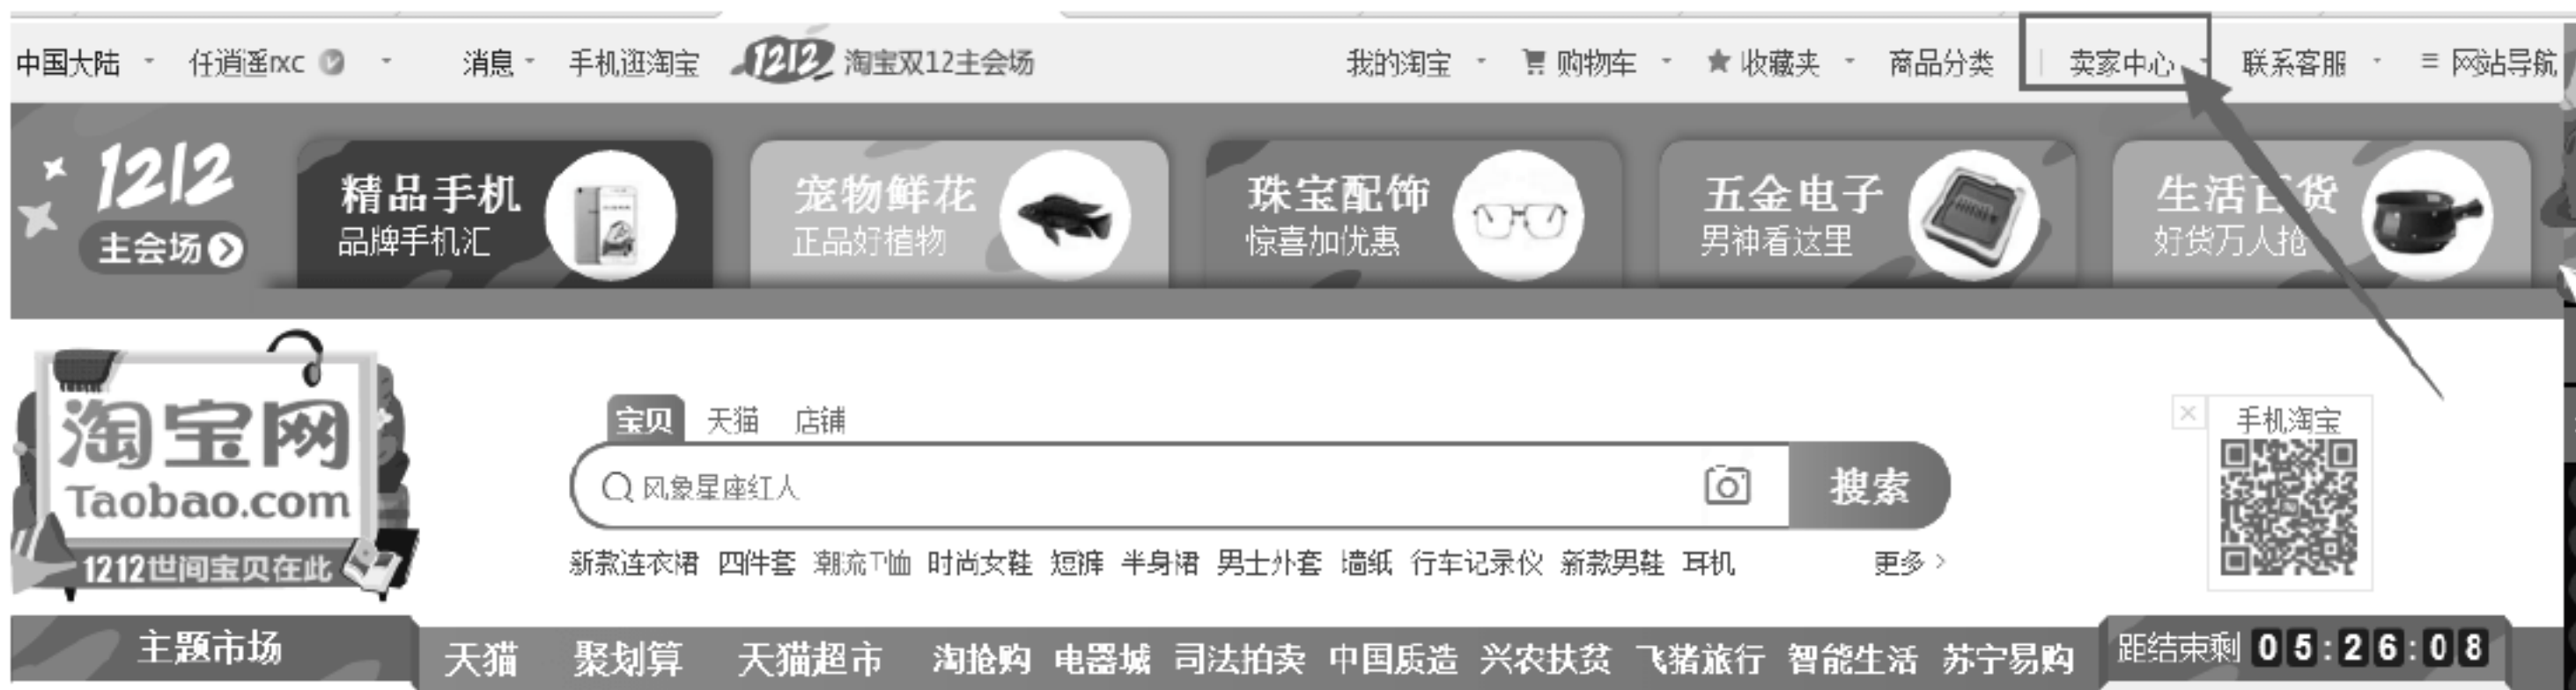 中国大陆 任逍遥rxc 消息 手机逛淘宝 1212 淘宝双12主会场 我的淘宝 购物车 收藏夹 商品分类 卖家中心 联系客服 网站导航
1212
主会场
精品手机
品牌手机汇
宠物鲜花
正品好植物
珠宝配饰
惊喜加优惠
五金电子
男神看这里
生活百货
好货万人抢
淘宝网
Taobao.com
1212世间宝贝在此
宝贝 天猫 店铺
风象星座红人
搜索
新款连衣裙 四件套 潮流T恤 时尚女鞋 短裤 半身裙 男士外套 墙纸 行车记录仪 新款男鞋 耳机 更多
手机淘宝
主题市场 天猫 聚划算 天猫超市 淘抢购 电器城 司法拍卖 中国质造 兴农扶贫 飞猪旅行 智能生活 苏宁易购 距结束剩 05:26:08